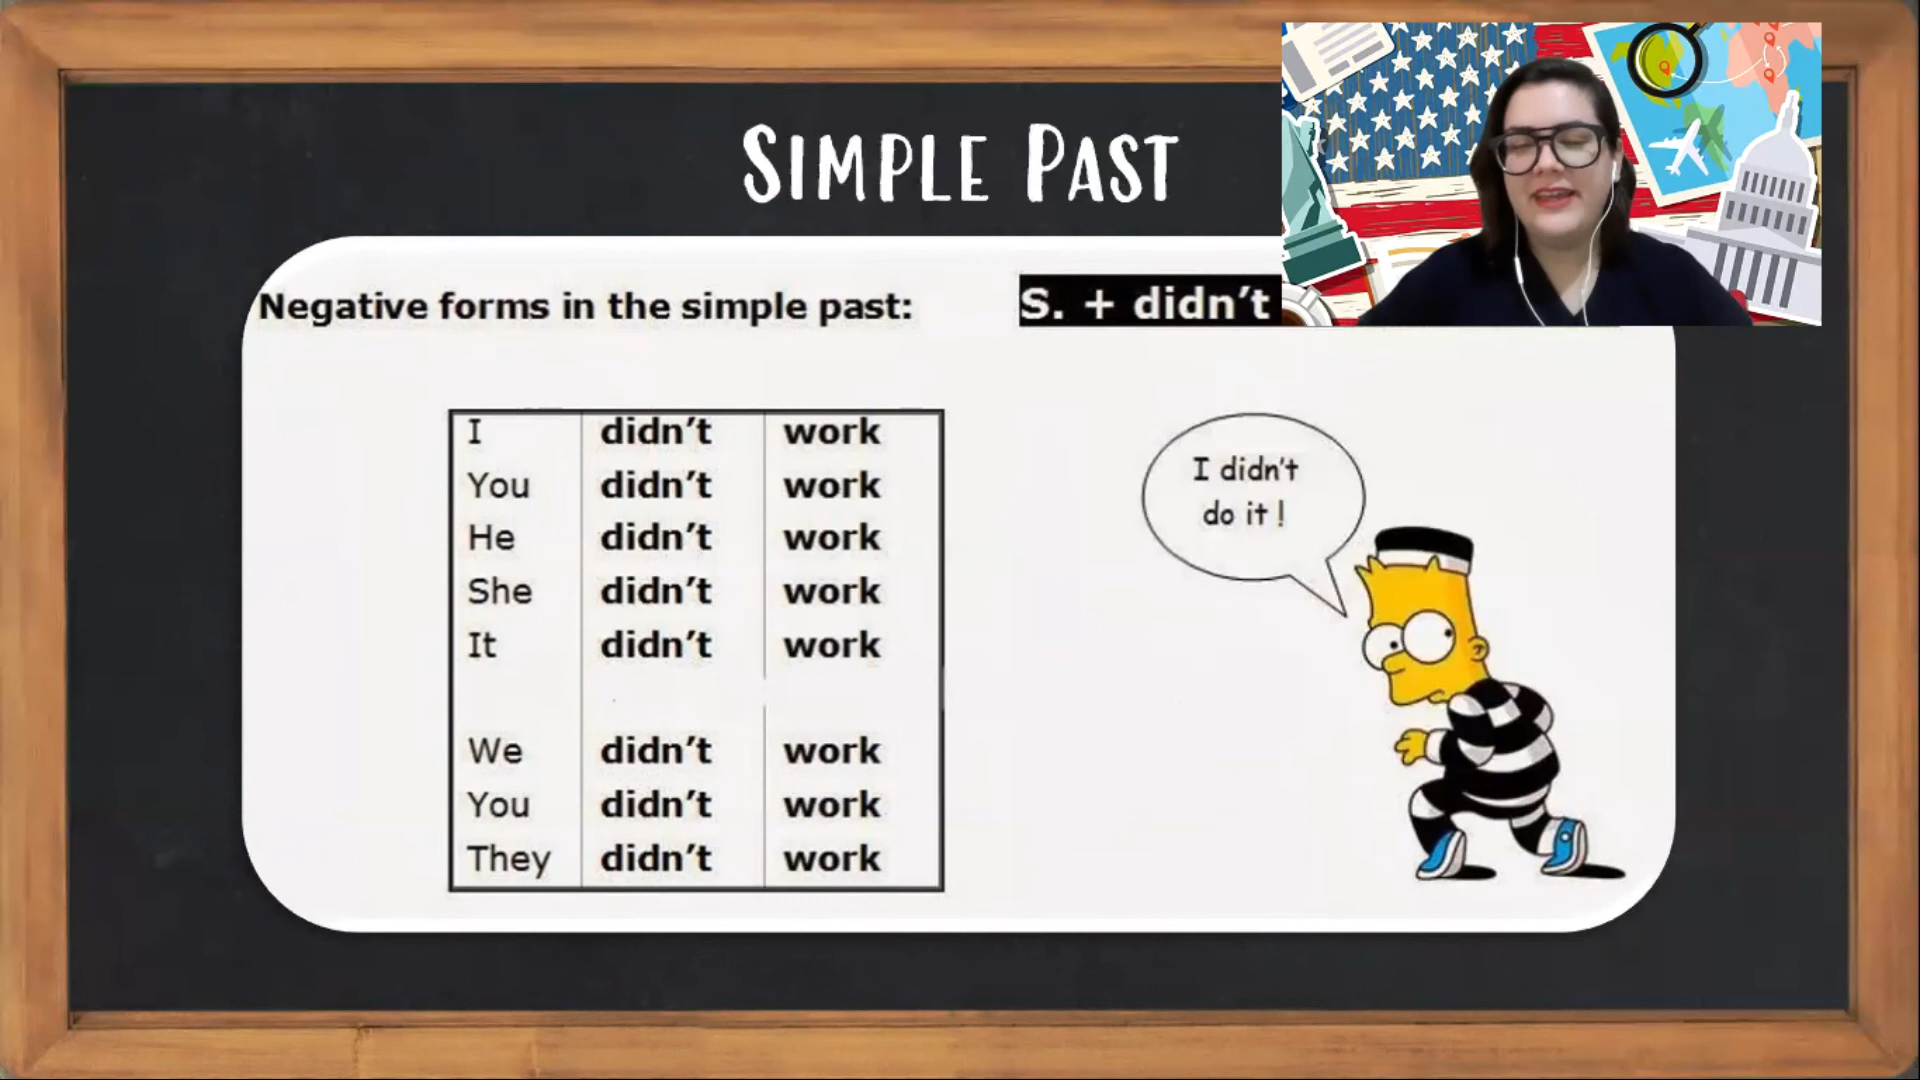 SIMPLE PAST
Negative forms in the simple past:
S. + didn't
I didn't work
You didn't work
He didn't work
She didn't work
It didn't work
We didn't work
You didn't work
They didn't work
I didn't
do it !